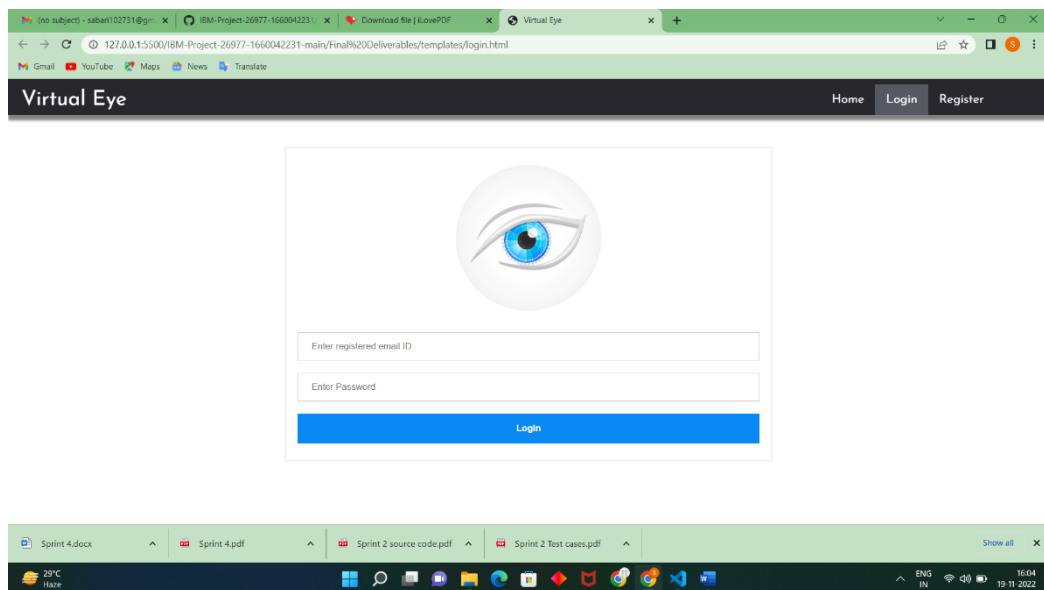 (no subject) - sabari102731@gm
IBM-Project-26977-1660042231/
Download file | iLovePDF
Virtual Eye
127.0.0.1:5500/IBM-Project-26977-1660042231-main/Final%20Deliverables/templates/login.html
S
Gmail
YouTube
Maps
News
Translate
Virtual Eye
Home
Login
Register
Enter registered email ID
Enter Password
Login
Sprint 4.docx
Sprint 4.pdf
Sprint 2 source code.pdf
Sprint 2 Test cases.pdf
Show all
29°C
Haze
ENG
IN
16:04
19-11-2022